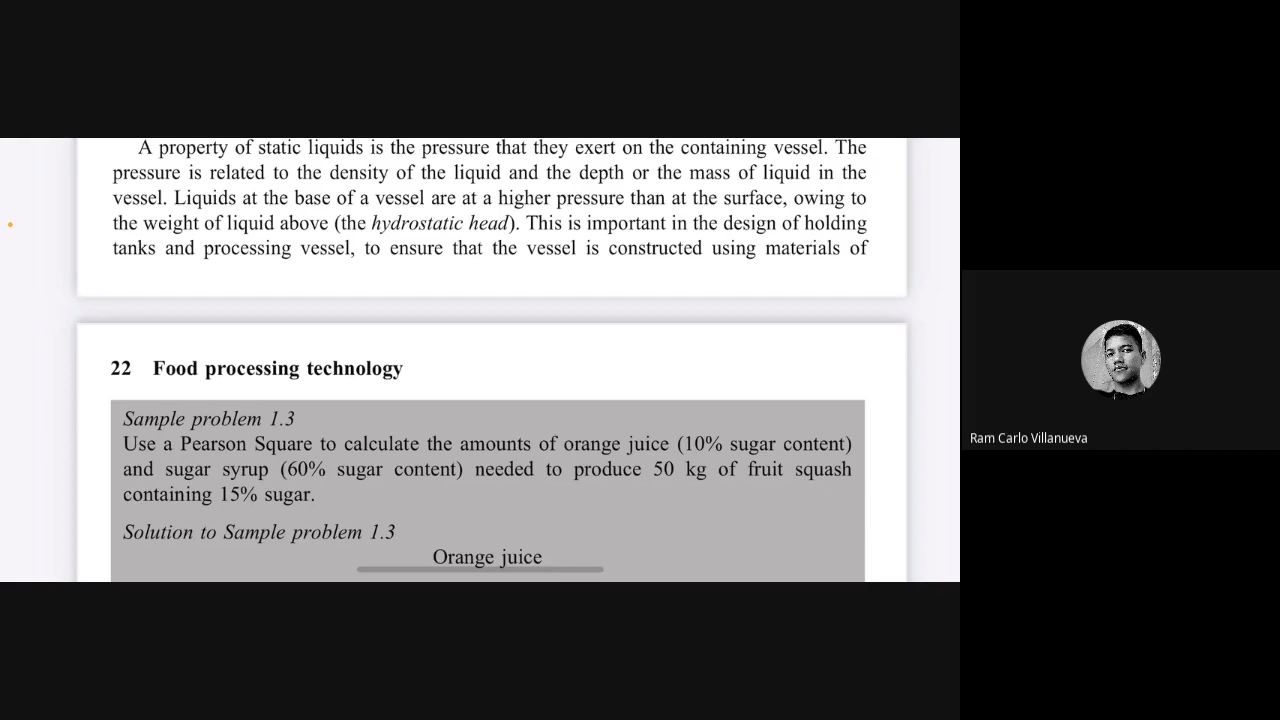 A property of static liquids is the pressure that they exert on the containing vessel. The
pressure is related to the density of the liquid and the depth or the mass of liquid in the
vessel. Liquids at the base of a vessel are at a higher pressure than at the surface, owing to
the weight of liquid above (the hydrostatic head). This is important in the design of holding
tanks and processing vessel, to ensure that the vessel is constructed using materials of
22 Food processing technology
Sample problem 1.3
Use a Pearson Square to calculate the amounts of orange juice (10% sugar content)
and sugar syrup (60% sugar content) needed to produce 50 kg of fruit squash
containing 15% sugar.
Solution to Sample problem 1.3
Orange juice
Ram Carlo Villanueva